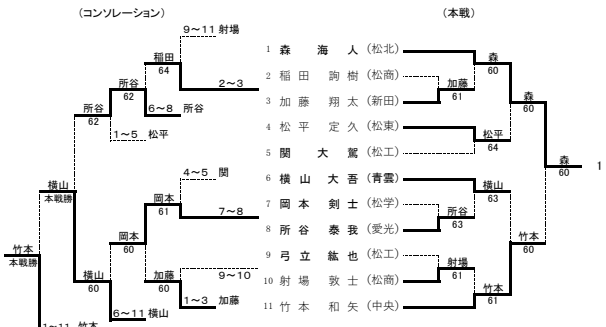 (コンソレーション)
(本戦)
9～11 射場
稲田
64
2～3
所谷
62
6～8 所谷
所谷
62
1～5 松平
4～5 関
岡本
61
7～8
横山
本戦勝
岡本
60
9～10
加藤
60
1～3 加藤
横山
60
6～11 横山
竹本
本戦勝
1～11 竹本
1 森 海人 (松北)
2 稲田 詢樹 (松商)
3 加藤 翔太 (新田)
4 松平 定久 (松東)
5 関 大駕 (松工)
6 横山 大吾 (青雲)
7 岡本 剣士 (松学)
8 所谷 泰我 (愛光)
9 弓立 紘也 (松工)
10 射場 敦士 (松商)
11 竹本 和矢 (中央)
森
60
加藤
61
森
60
松平
64
森
60
1
横山
63
所谷
63
竹本
60
射場
61
竹本
61